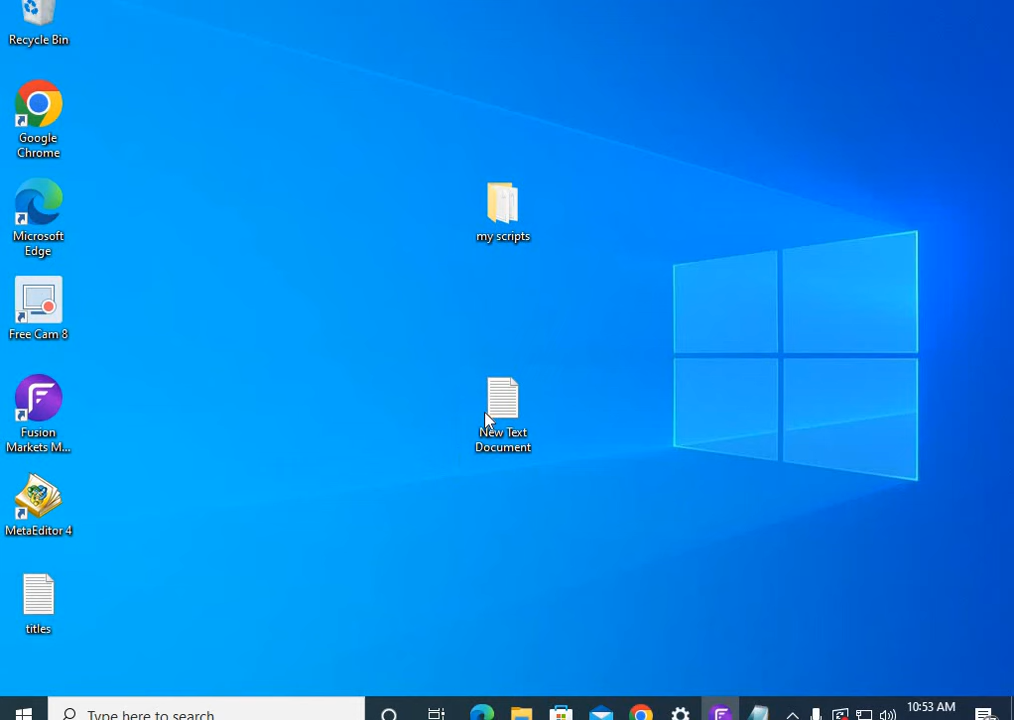 Recycle Bin
Google
Chrome
Microsoft
Edge
Free Cam 8
Fusion
Markets M...
MetaEditor 4
titles
my scripts
New Text
Document
Type here to search
10:53 AM